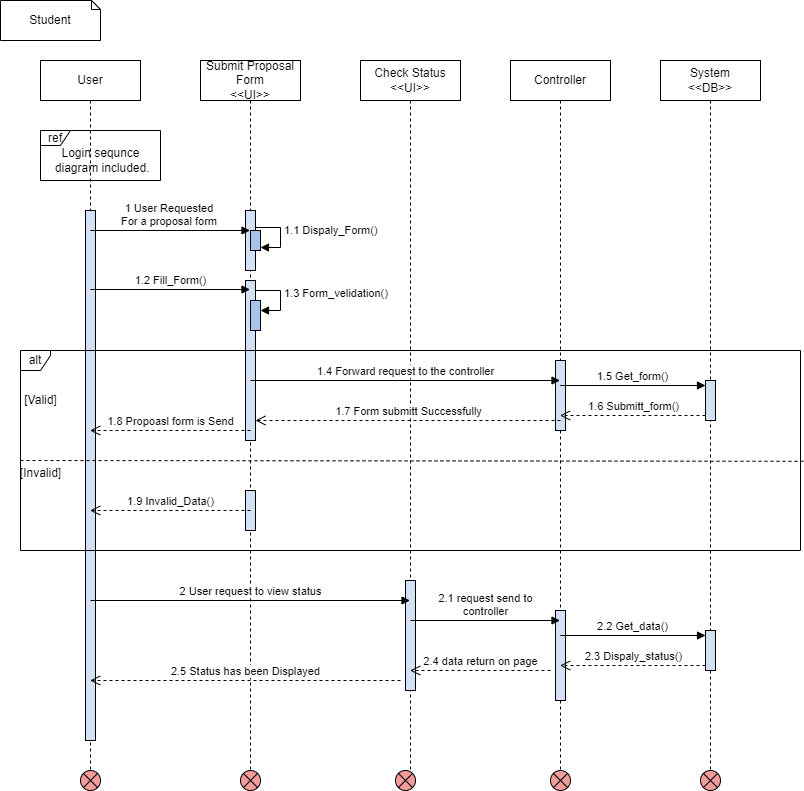 Student
User
Submit Proposal
Form
<<UI>>
Check Status
<<UI>>
Controller
System
<<DB>>
ref
Login sequnce
diagram included.
1 User Requested
For a proposal form
1.1 Dispaly_Form()
1.2 Fill_Form()
1.3 Form_velidation()
alt
1.4 Forward request to the controller
1.5 Get_form()
[Valid]
1.6 Submitt_form()
1.7 Form submitt Successfully
1.8 Propoasl form is Send
[Invalid]
1.9 Invalid_Data()
2 User request to view status
2.1 request send to
controller
2.2 Get_data()
2.3 Dispaly_status()
2.4 data return on page
2.5 Status has been Displayed